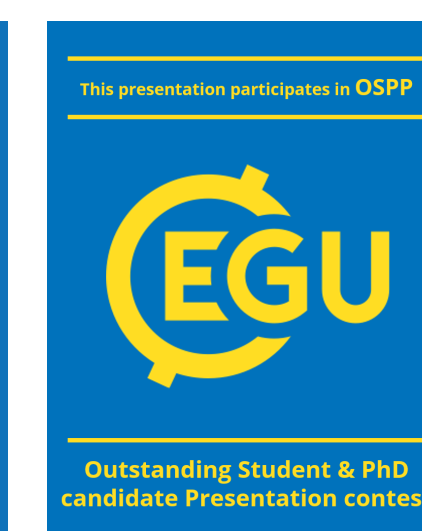 This presentation participates in OSPP
EGU
Outstanding Student & PhD
candidate Presentation contes